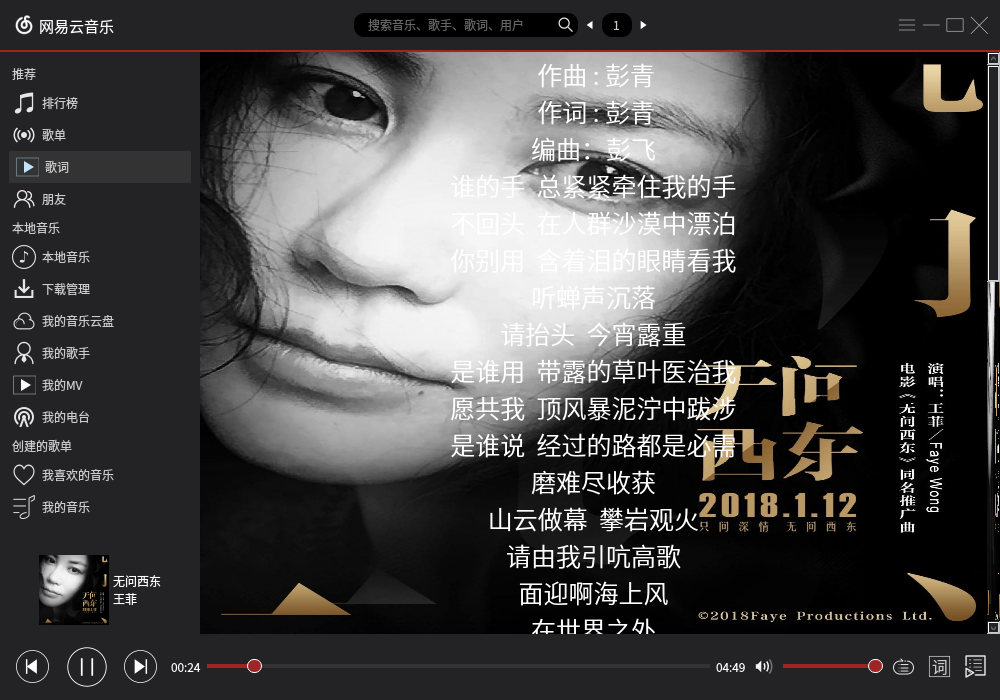 网易云音乐
搜索音乐、歌手、歌词、用户
1
推荐
排行榜
歌单
歌词
朋友
本地音乐
本地音乐
下载管理
我的音乐云盘
我的歌手
我的MV
我的电台
创建的歌单
我喜欢的音乐
我的音乐
无问西东
王菲
作曲 : 彭青
作词 : 彭青
编曲：彭飞
谁的手 总紧紧牵住我的手
不回头 在人群沙漠中漂泊
你别用 含着泪的眼睛看我
听蝉声沉落
请抬头 今宵露重
是谁用 带露的草叶医治我
愿共我 顶风暴泥泞中跋涉
是谁说 经过的路都是必需
磨难尽收获
山云做幕 攀岩观火
请由我引吭高歌
面迎啊海上风
在世界之外
无问
西东
2018.1.12
只问深情 无问西东
演唱：王菲／Faye Wong
电影《无问西东》同名推广曲
©2018Faye Productions Ltd.
00:24
04:49
词